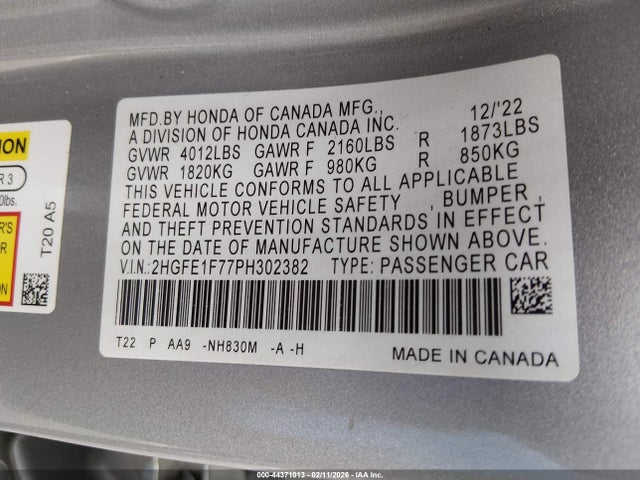 MFD.BY HONDA OF CANADA MFG., 12/'22
A DIVISION OF HONDA CANADA INC.
GVWR 4012LBS GAWR F 2160LBS R 1873LBS
GVWR 1820KG GAWR F 980KG R 850KG
THIS VEHICLE CONFORMS TO ALL APPLICABLE
FEDERAL MOTOR VEHICLE SAFETY , BUMPER ,
AND THEFT PREVENTION STANDARDS IN EFFECT
ON THE DATE OF MANUFACTURE SHOWN ABOVE.
V.I.N:2HGFE1F77PH302382 TYPE: PASSENGER CAR
T22 P AA9 -NH830M -A -H
MADE IN CANADA
R 3
0lbs.
T20 A5
000-44371013 - 02/11/2026 - IAA Inc.